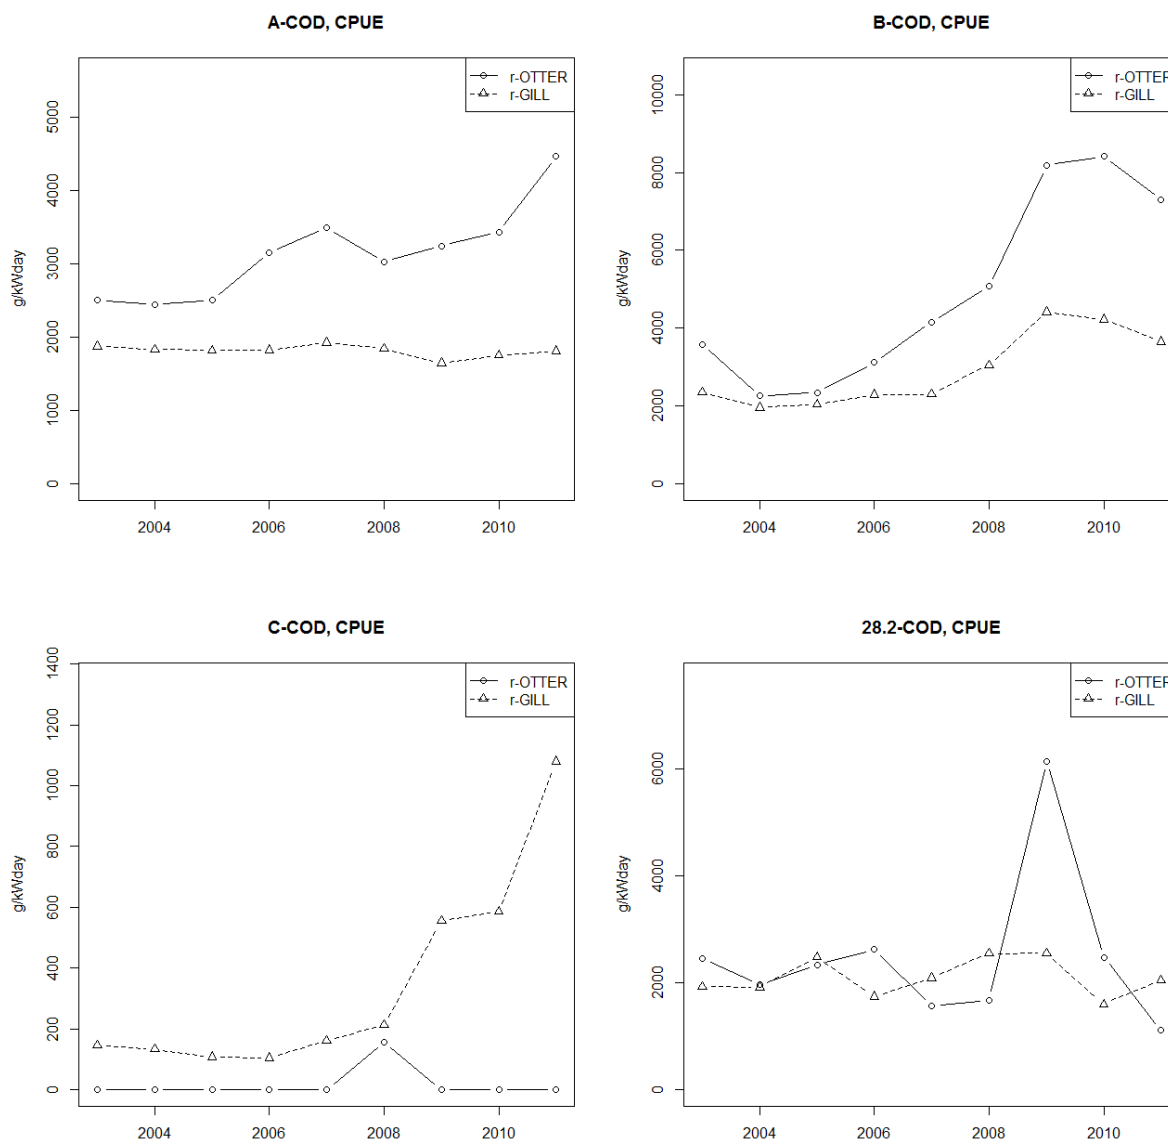 A-COD, CPUE
r-OTTER
r-GILL
g/kWday
5000
4000
3000
2000
1000
0
2004 2006 2008 2010
B-COD, CPUE
r-OTTER
r-GILL
g/kWday
10000
8000
6000
4000
2000
0
2004 2006 2008 2010
C-COD, CPUE
r-OTTER
r-GILL
g/kWday
1400
1200
1000
800
600
400
200
0
2004 2006 2008 2010
28.2-COD, CPUE
r-OTTER
r-GILL
g/kWday
6000
4000
2000
0
2004 2006 2008 2010